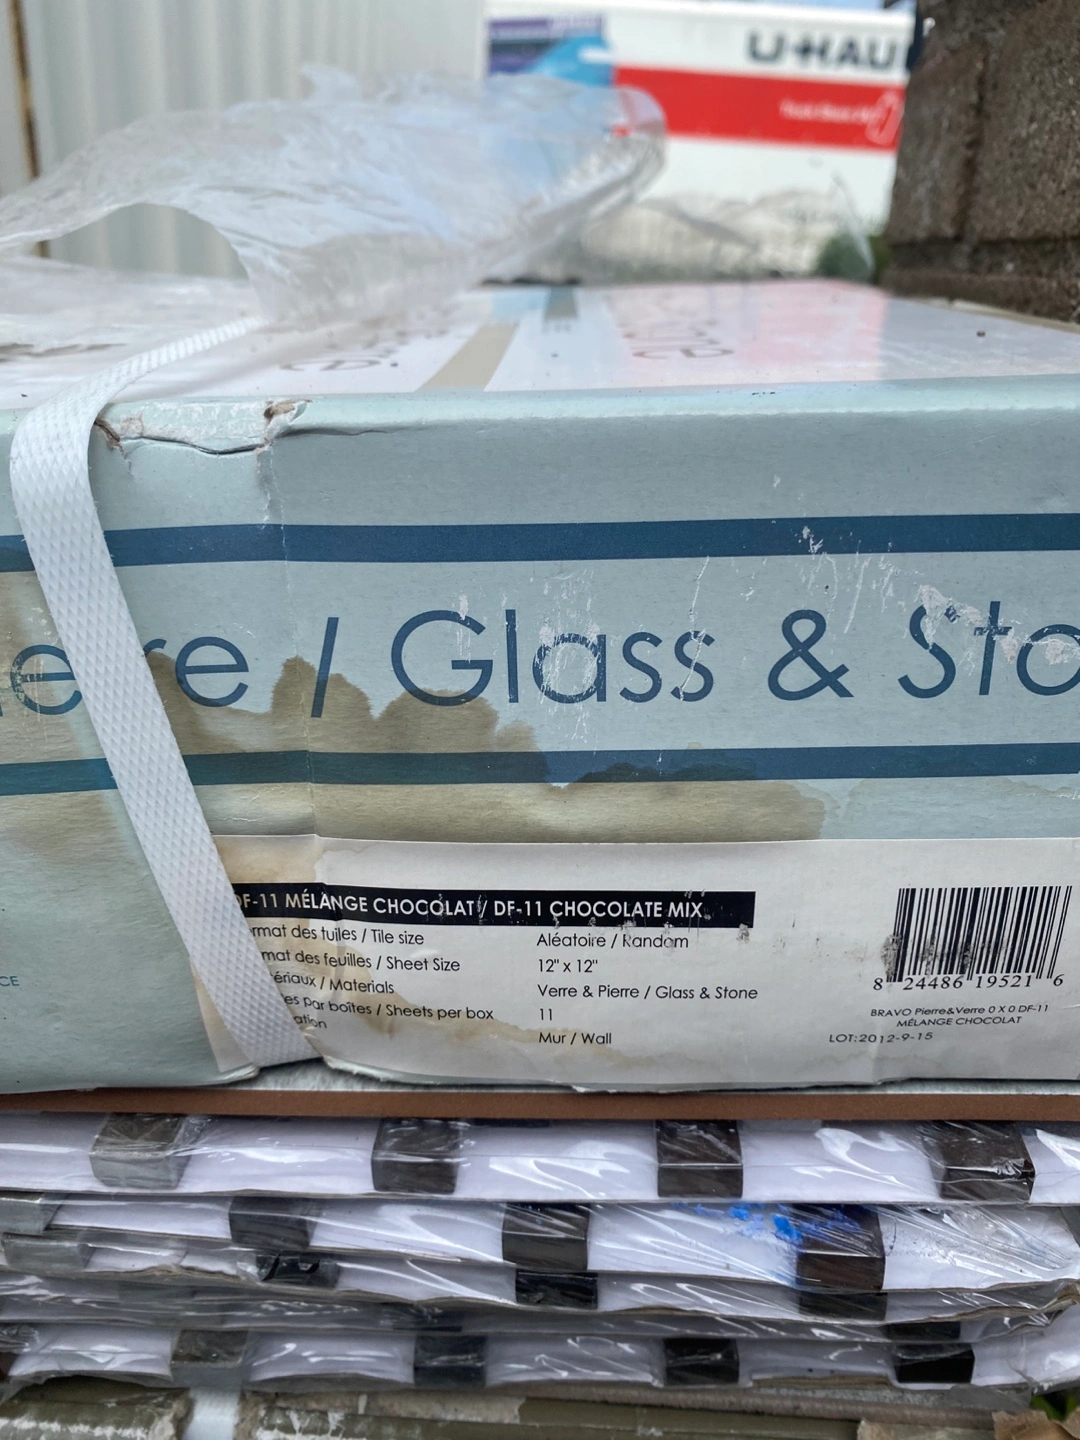 U-HAU
re / Glass & Sto
DF-11 MÉLANGE CHOCOLAT / DF-11 CHOCOLATE MIX
rmat des tuiles / Tile size Aléatoire / Random
mat des feuilles / Sheet Size 12" x 12"
ériaux / Materials Verre & Pierre / Glass & Stone
es par boîtes / Sheets per box 11
ation Mur / Wall
8 24486 19521 6
BRAVO Pierre&Verre 0 X 0 DF-11
MÉLANGE CHOCOLAT
LOT:2012-9-15
CE